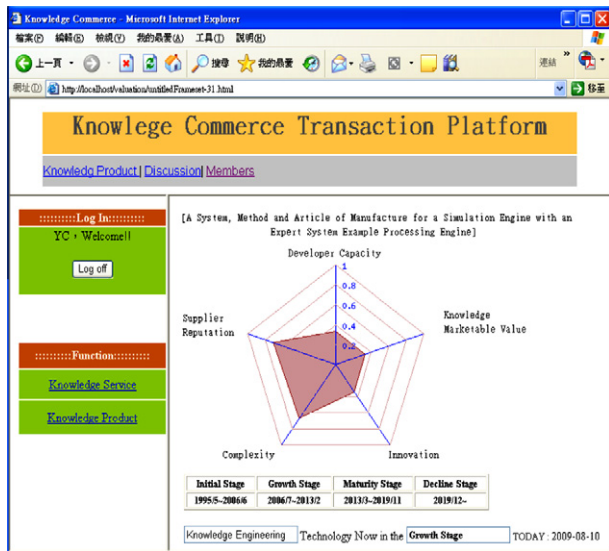 Knowledge Commerce - Microsoft Internet Explorer
檔案(F) 編輯(E) 檢視(V) 我的最愛(A) 工具(T) 說明(H)
上一頁 搜尋 我的最愛 連結 »
網址(D) http://localhost/valuation/untitledFrameset-31.html 移至
Knowlege Commerce Transaction Platform
Knowledg Product | Discussion| Members
::::::::::Log In::::::::::
YC，Welcome!!
Log off
::::::::::Function::::::::::
Knowledge Service
Knowledge Product
[A System, Method and Article of Manufacture for a Simulation Engine with an
Expert System Example Processing Engine]
Developer Capacity
1
0.8
0.6
0.4
0.2
Supplier
Reputation
Knowledge
Marketable Value
Complexity
Innovation
Initial Stage Growth Stage Maturity Stage Decline Stage
1995/5~2006/6 2006/7~2013/2 2013/3~2019/11 2019/12~
Knowledge Engineering Technology Now in the Growth Stage TODAY : 2009-08-10